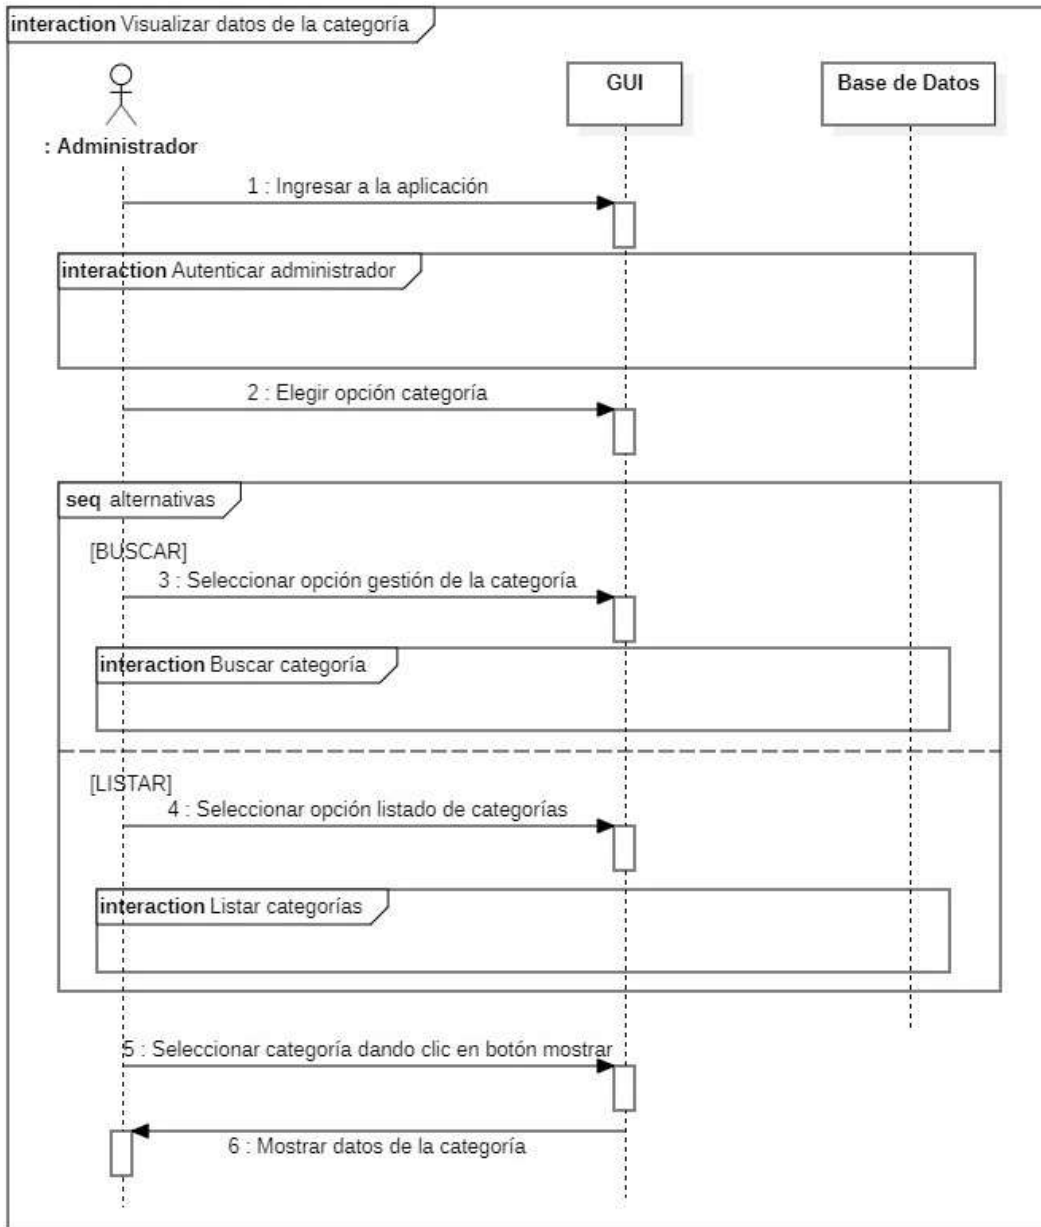 interaction Visualizar datos de la categoría
GUI
Base de Datos
: Administrador
1 : Ingresar a la aplicación
interaction Autenticar administrador
2 : Elegir opción categoría
seq alternativas
[BUSCAR]
3 : Seleccionar opción gestión de la categoría
interaction Buscar categoría
[LISTAR]
4 : Seleccionar opción listado de categorías
interaction Listar categorías
5 : Seleccionar categoría dando clic en botón mostrar
6 : Mostrar datos de la categoría